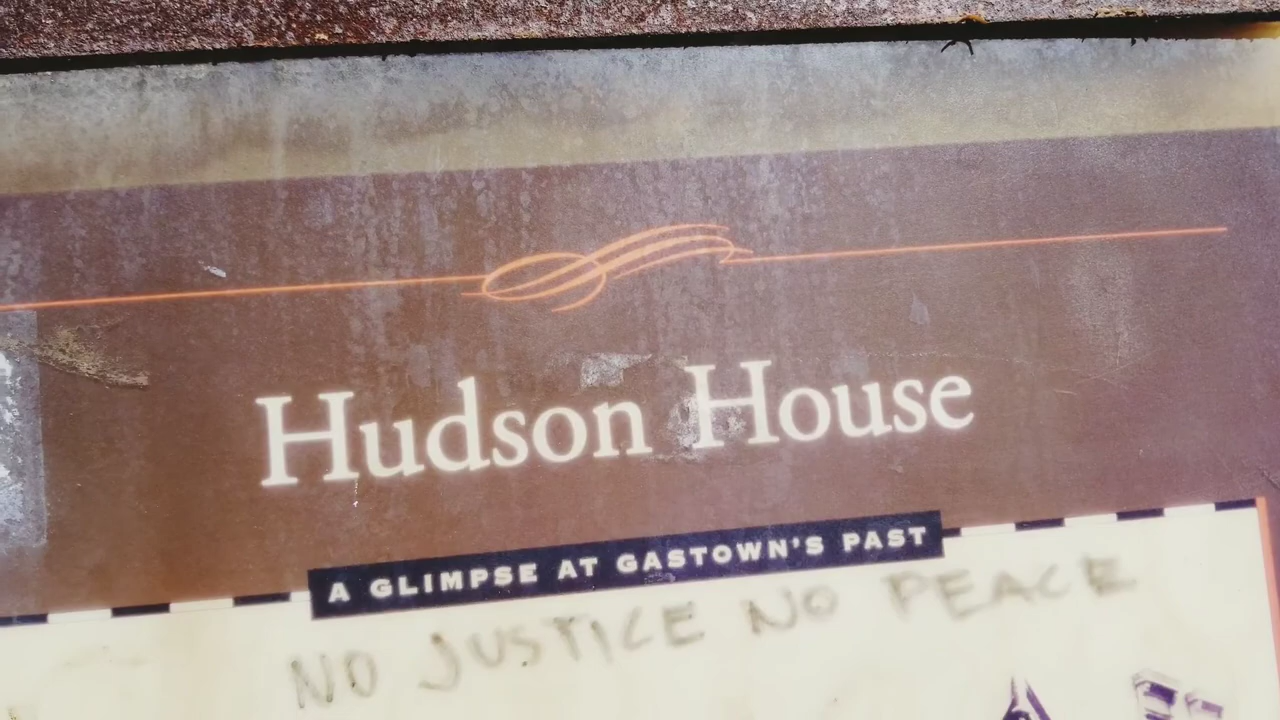 Hudson House
A GLIMPSE AT GASTOWN'S PAST
NO JUSTICE NO PEACE